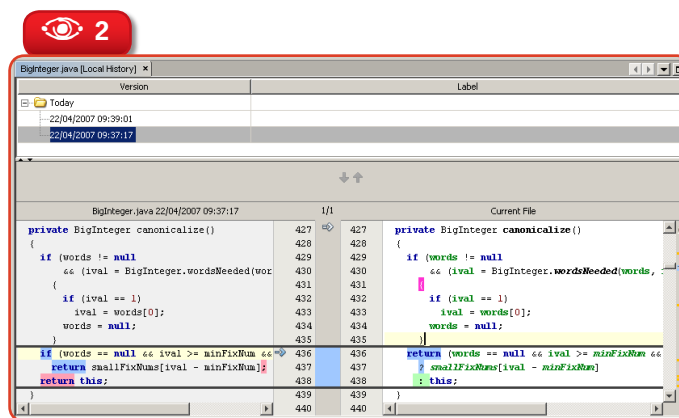 2
BigInteger.java [Local History] ×
Version Label
Today
22/04/2007 09:39:01
22/04/2007 09:37:17
BigInteger.java 22/04/2007 09:37:17 1/1 Current File
private BigInteger canonicalize() 427 427 private BigInteger canonicalize()
{ 428 428 {
if (words != null 429 429 if (words != null
&& (ival = BigInteger.wordsNeeded(wor 430 430 && (ival = BigInteger.wordsNeeded(words,
{ 431 431 {
if (ival == 1) 432 432 if (ival == 1)
ival = words[0]; 433 433 ival = words[0];
words = null; 434 434 words = null;
} 435 435 }
if (words == null && ival >= minFixNum && 436 436 return (words == null && ival >= minFixNum &&
return smallFixNums[ival - minFixNum]; 437 437 ? smallFixNums[ival - minFixNum]
return this; 438 438 : this;
} 439 439 }
440 440